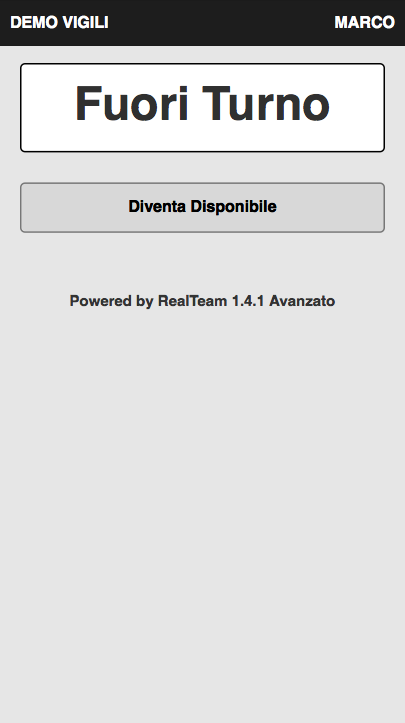 DEMO VIGILI MARCO
Fuori Turno
Diventa Disponibile
Powered by RealTeam 1.4.1 Avanzato